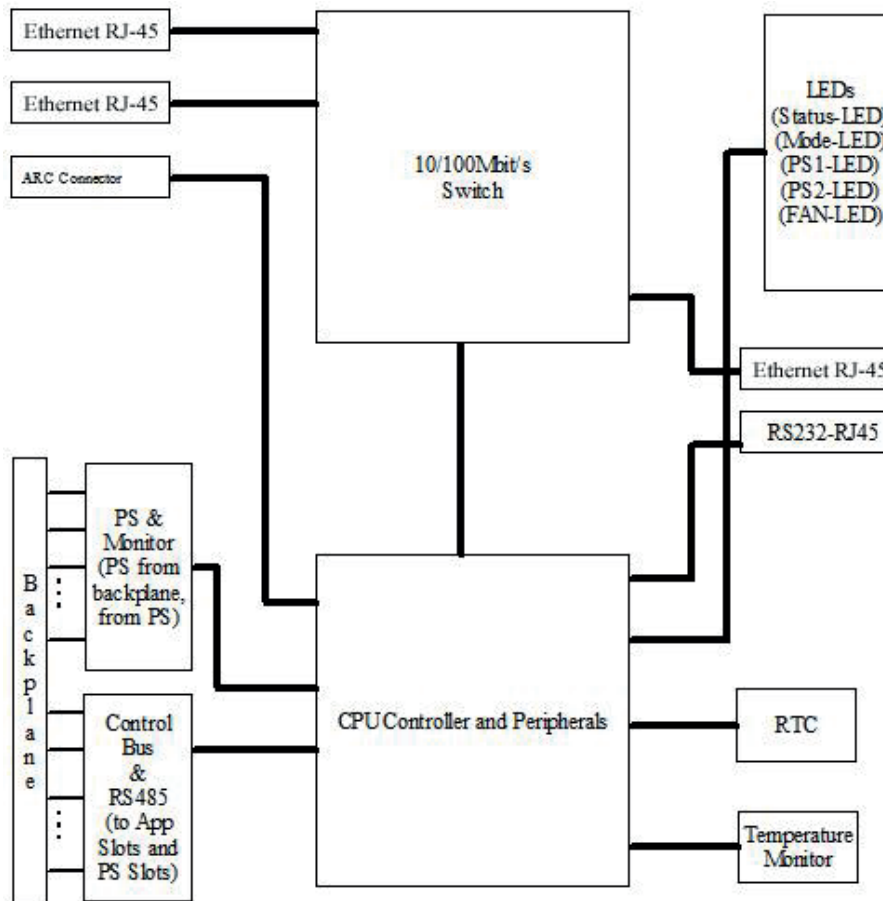 Ethernet RJ-45
Ethernet RJ-45
ARC Connector
10/100Mbit/s
Switch
LEDs
(Status-LED)
(Mode-LED)
(PS1-LED)
(PS2-LED)
(FAN-LED)
Ethernet RJ-45
RS232-RJ45
Backplane
PS &
Monitor
(PS from
backplane,
from PS)
Control
Bus
&
RS485
(to App
Slots and
PS Slots)
CPU Controller and Peripherals
RTC
Temperature
Monitor